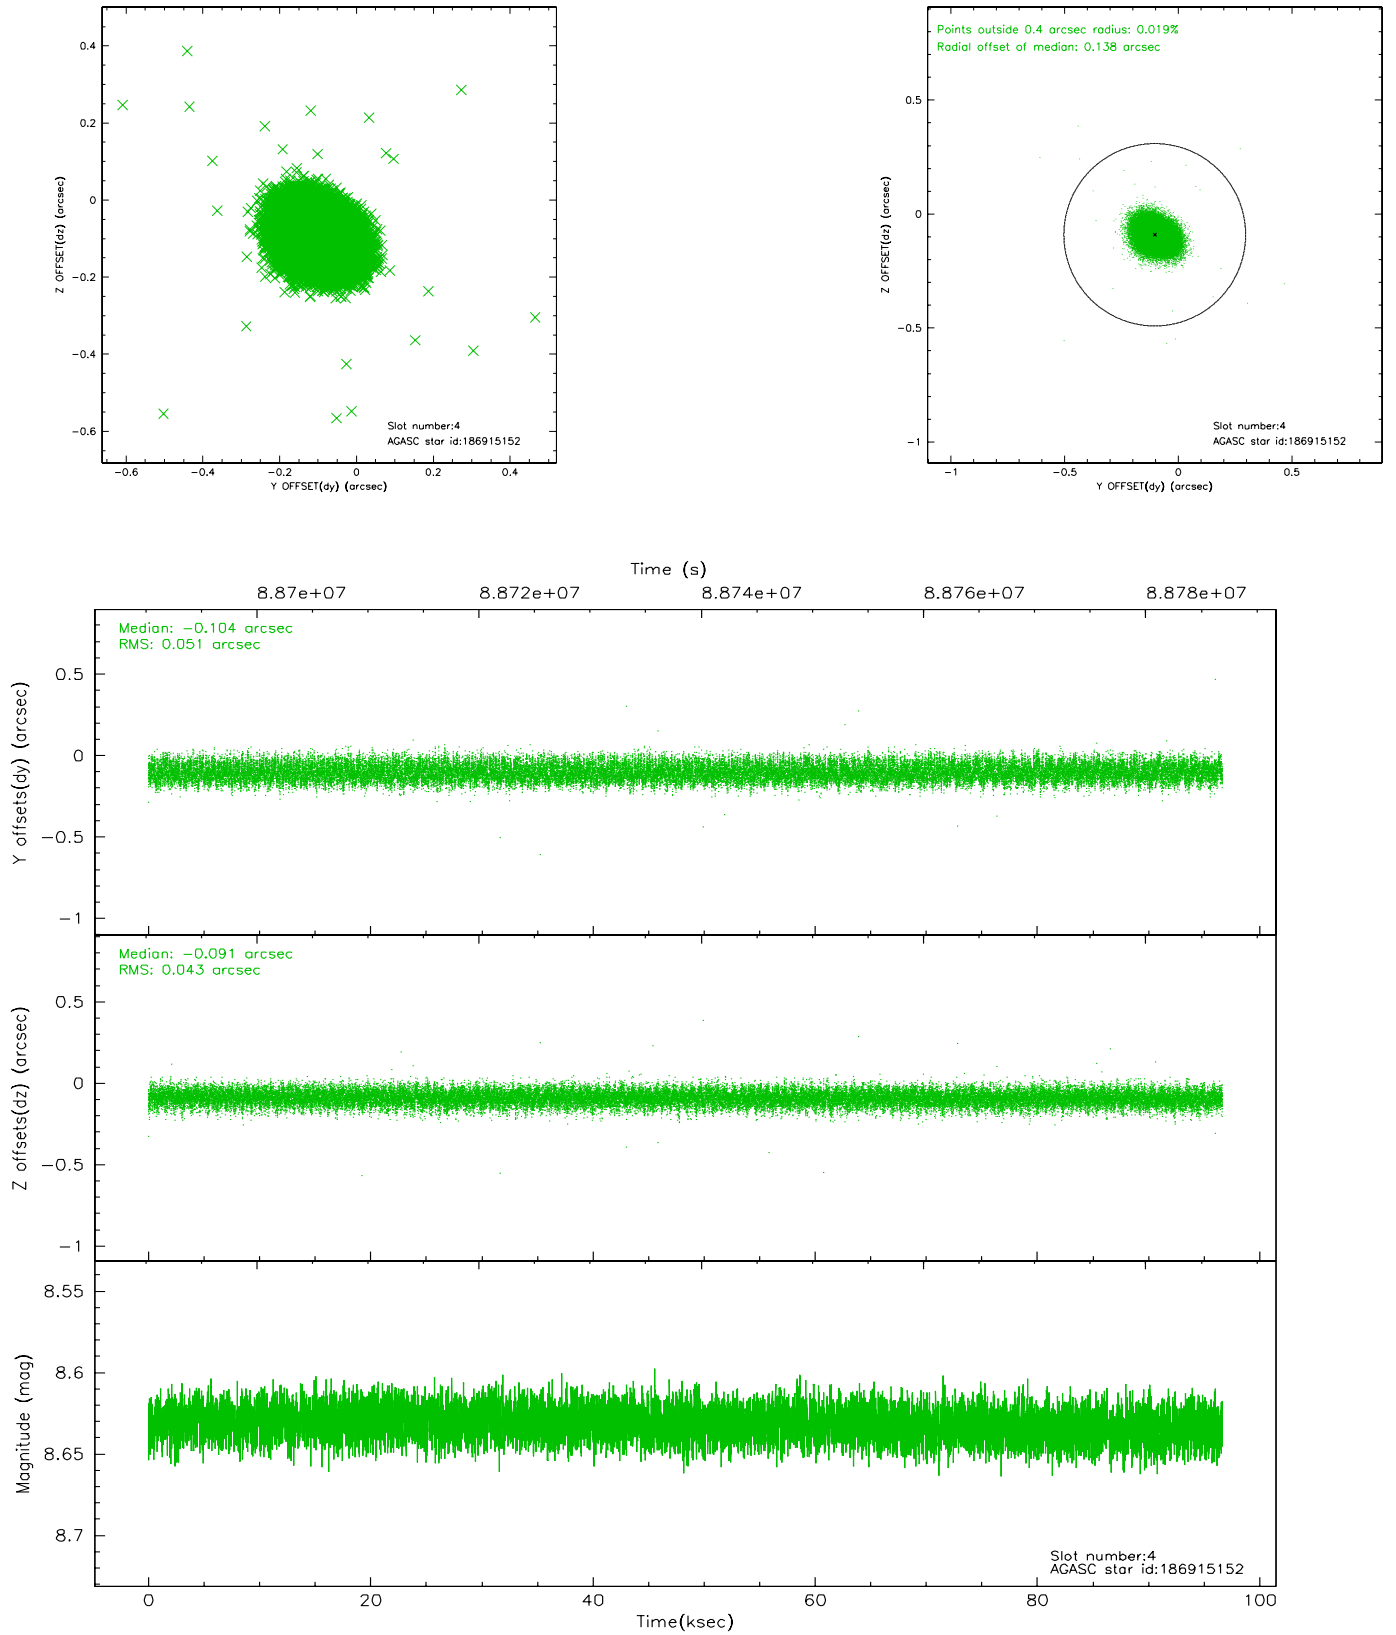 0.4
0.2
0
-0.2
-0.4
-0.6
Z OFFSET(dz) (arcsec)
Slot number:4
AGASC star id:186915152
-0.6 -0.4 -0.2 0 0.2 0.4
Y OFFSET(dy) (arcsec)
Points outside 0.4 arcsec radius: 0.019%
Radial offset of median: 0.138 arcsec
0.5
0
-0.5
-1
Z OFFSET(dz) (arcsec)
Slot number:4
AGASC star id:186915152
-1 -0.5 0 0.5
Y OFFSET(dy) (arcsec)
Time (s)
8.87e+07 8.872e+07 8.874e+07 8.876e+07 8.878e+07
Median: -0.104 arcsec
RMS: 0.051 arcsec
0.5
0
-0.5
-1
Y offsets(dy) (arcsec)
Median: -0.091 arcsec
RMS: 0.043 arcsec
0.5
0
-0.5
-1
Z offsets(dz) (arcsec)
8.55
8.6
8.65
8.7
Magnitude (mag)
Slot number:4
AGASC star id:186915152
0 20 40 60 80 100
Time(ksec)